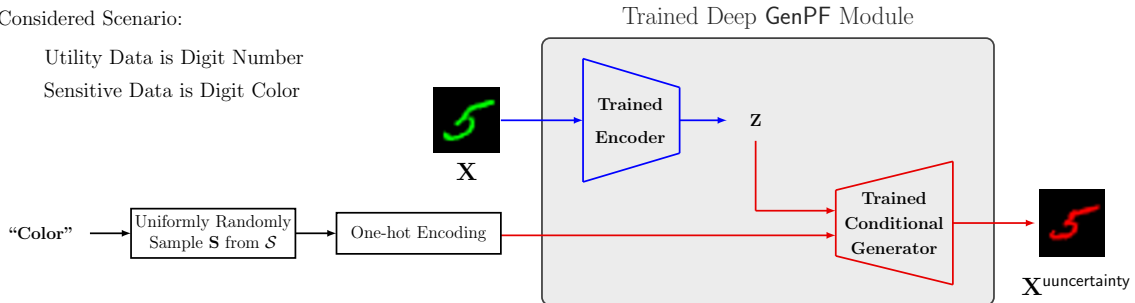 Considered Scenario:
Utility Data is Digit Number
Sensitive Data is Digit Color
Trained Deep GenPF Module
Trained
Encoder
Z
X
“Color”
Uniformly Randomly
Sample S from 𝒮
One-hot Encoding
Trained
Conditional
Generator
X^uuncertainty